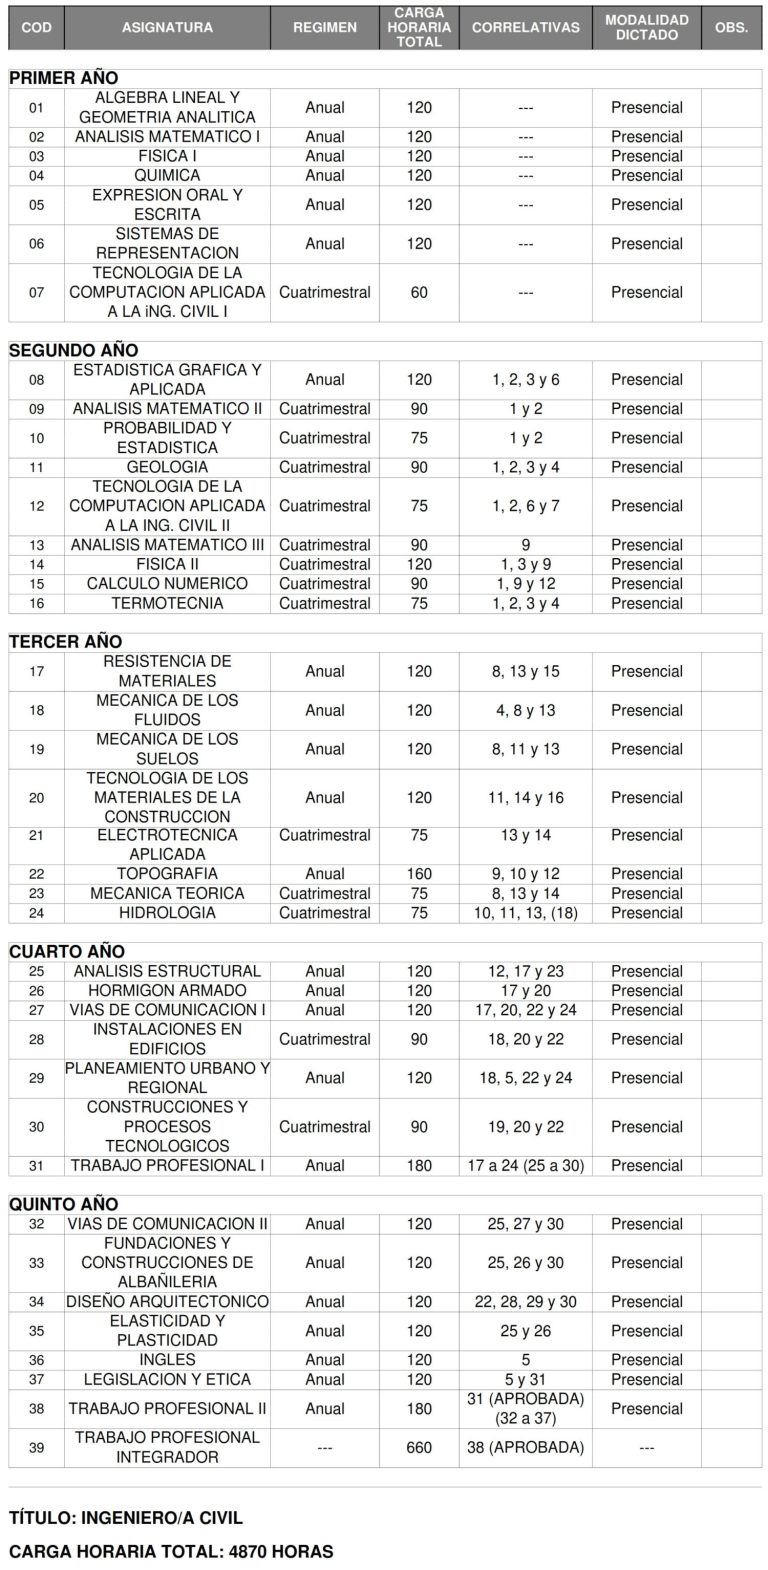 COD ASIGNATURA REGIMEN CARGA HORARIA TOTAL CORRELATIVAS MODALIDAD DICTADO OBS.
PRIMER AÑO
01 ALGEBRA LINEAL Y GEOMETRIA ANALITICA Anual 120 --- Presencial
02 ANALISIS MATEMATICO I Anual 120 --- Presencial
03 FISICA I Anual 120 --- Presencial
04 QUIMICA Anual 120 --- Presencial
05 EXPRESION ORAL Y ESCRITA Anual 120 --- Presencial
06 SISTEMAS DE REPRESENTACION Anual 120 --- Presencial
07 TECNOLOGIA DE LA COMPUTACION APLICADA A LA iNG. CIVIL I Cuatrimestral 60 --- Presencial
SEGUNDO AÑO
08 ESTADISTICA GRAFICA Y APLICADA Anual 120 1, 2, 3 y 6 Presencial
09 ANALISIS MATEMATICO II Cuatrimestral 90 1 y 2 Presencial
10 PROBABILIDAD Y ESTADISTICA Cuatrimestral 75 1 y 2 Presencial
11 GEOLOGIA Cuatrimestral 90 1, 2, 3 y 4 Presencial
12 TECNOLOGIA DE LA COMPUTACION APLICADA A LA ING. CIVIL II Cuatrimestral 75 1, 2, 6 y 7 Presencial
13 ANALISIS MATEMATICO III Cuatrimestral 90 9 Presencial
14 FISICA II Cuatrimestral 120 1, 3 y 9 Presencial
15 CALCULO NUMERICO Cuatrimestral 90 1, 9 y 12 Presencial
16 TERMOTECNIA Cuatrimestral 75 1, 2, 3 y 4 Presencial
TERCER AÑO
17 RESISTENCIA DE MATERIALES Anual 120 8, 13 y 15 Presencial
18 MECANICA DE LOS FLUIDOS Anual 120 4, 8 y 13 Presencial
19 MECANICA DE LOS SUELOS Anual 120 8, 11 y 13 Presencial
20 TECNOLOGIA DE LOS MATERIALES DE LA CONSTRUCCION Anual 120 11, 14 y 16 Presencial
21 ELECTROTECNICA APLICADA Cuatrimestral 75 13 y 14 Presencial
22 TOPOGRAFIA Anual 160 9, 10 y 12 Presencial
23 MECANICA TEORICA Cuatrimestral 75 8, 13 y 14 Presencial
24 HIDROLOGIA Cuatrimestral 75 10, 11, 13, (18) Presencial
CUARTO AÑO
25 ANALISIS ESTRUCTURAL Anual 120 12, 17 y 23 Presencial
26 HORMIGON ARMADO Anual 120 17 y 20 Presencial
27 VIAS DE COMUNICACION I Anual 120 17, 20, 22 y 24 Presencial
28 INSTALACIONES EN EDIFICIOS Cuatrimestral 90 18, 20 y 22 Presencial
29 PLANEAMIENTO URBANO Y REGIONAL Anual 120 18, 5, 22 y 24 Presencial
30 CONSTRUCCIONES Y PROCESOS TECNOLOGICOS Cuatrimestral 90 19, 20 y 22 Presencial
31 TRABAJO PROFESIONAL I Anual 180 17 a 24 (25 a 30) Presencial
QUINTO AÑO
32 VIAS DE COMUNICACION II Anual 120 25, 27 y 30 Presencial
33 FUNDACIONES Y CONSTRUCCIONES DE ALBAÑILERIA Anual 120 25, 26 y 30 Presencial
34 DISEÑO ARQUITECTONICO Anual 120 22, 28, 29 y 30 Presencial
35 ELASTICIDAD Y PLASTICIDAD Anual 120 25 y 26 Presencial
36 INGLES Anual 120 5 Presencial
37 LEGISLACION Y ETICA Anual 120 5 y 31 Presencial
38 TRABAJO PROFESIONAL II Anual 180 31 (APROBADA) (32 a 37) Presencial
39 TRABAJO PROFESIONAL INTEGRADOR --- 660 38 (APROBADA) ---
TÍTULO: INGENIERO/A CIVIL
CARGA HORARIA TOTAL: 4870 HORAS